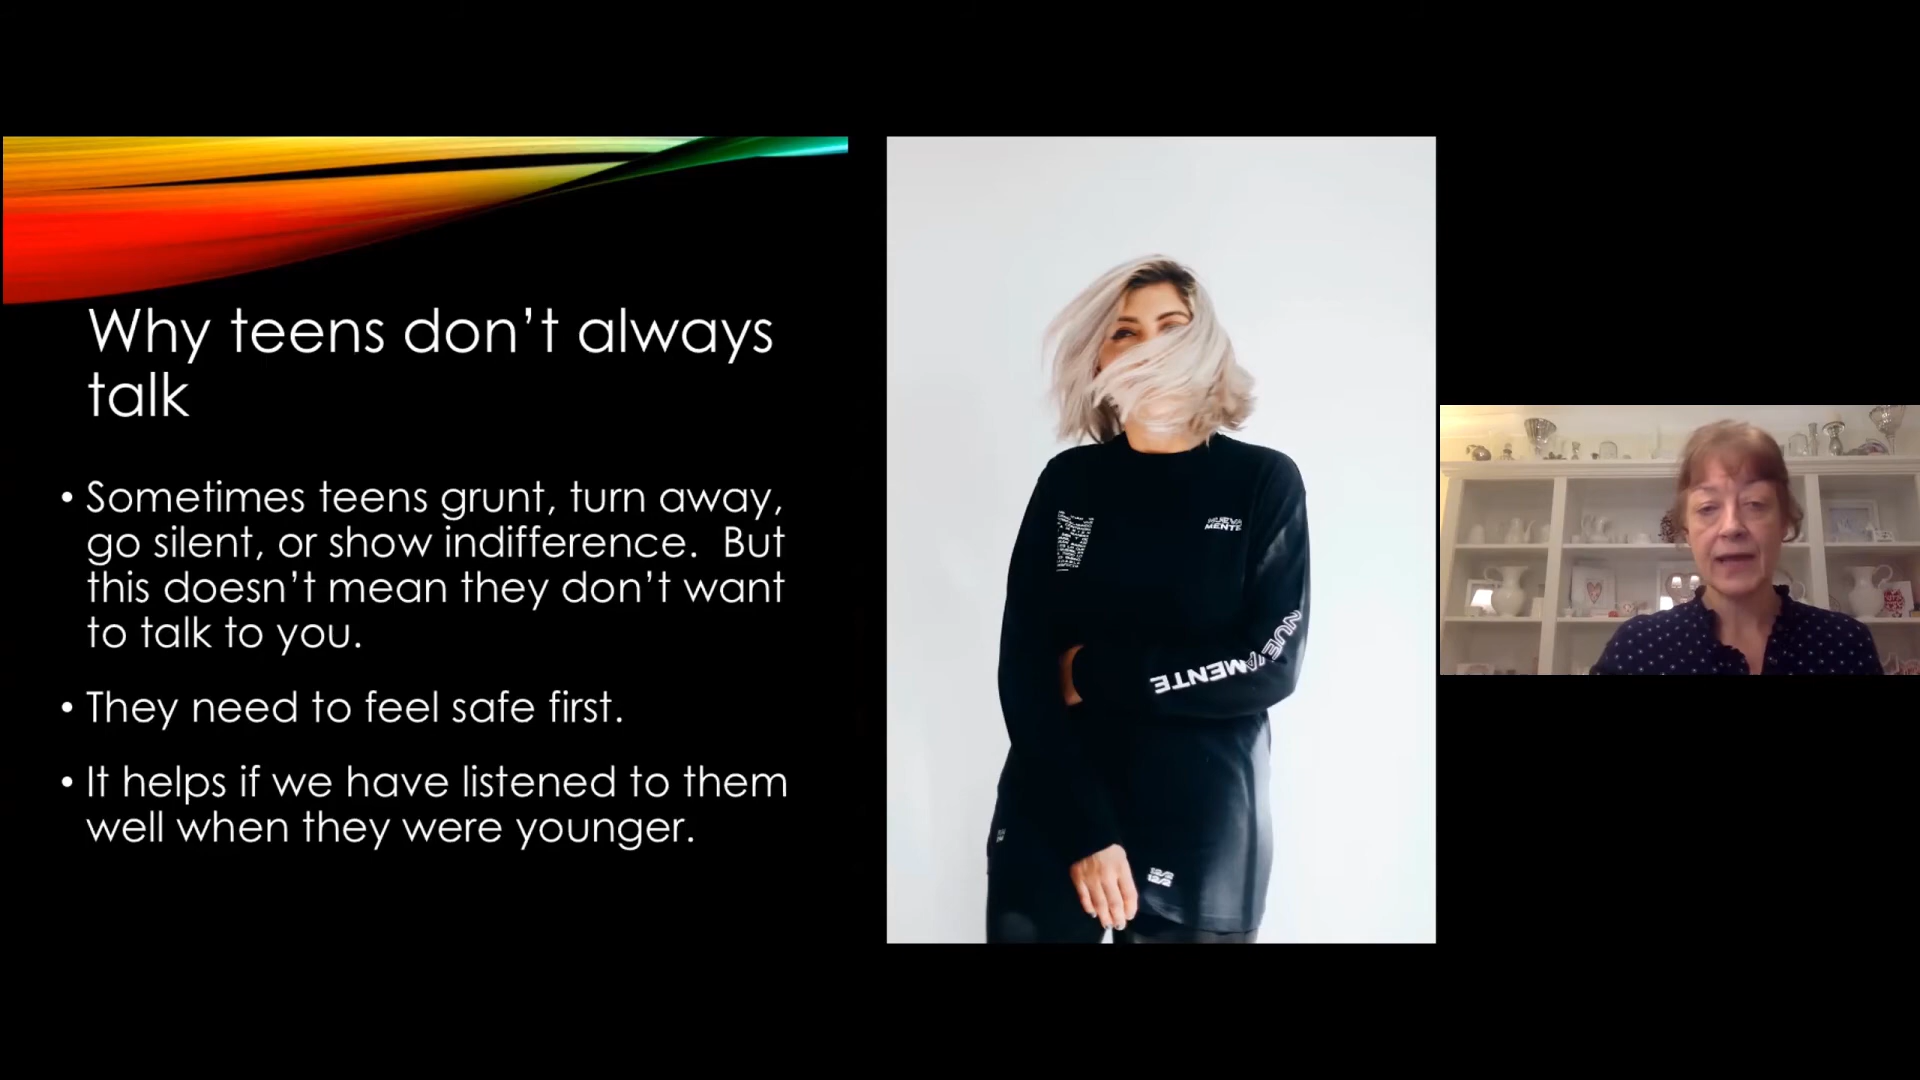 Why teens don’t always
talk
• Sometimes teens grunt, turn away,
go silent, or show indifference.  But
this doesn’t mean they don’t want
to talk to you.
• They need to feel safe first.
• It helps if we have listened to them
well when they were younger.
NUEVA
MENTE
NUEVAMENTE